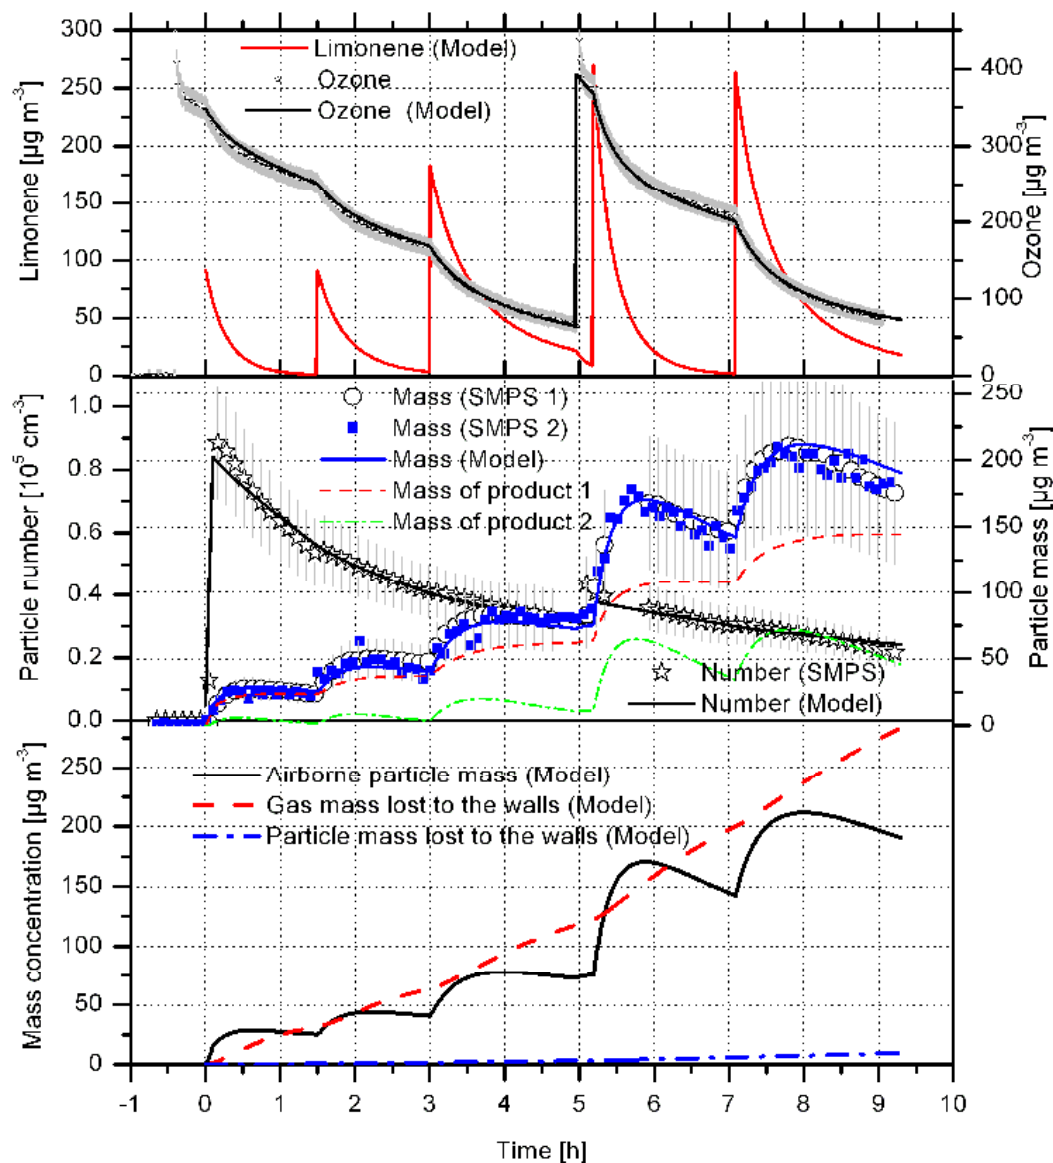 300
250
200
150
100
50
0
Limonene [µg m⁻³]
Limonene (Model)
Ozone
Ozone (Model)
400
300
200
100
0
Ozone [µg m⁻³]
1.0
0.8
0.6
0.4
0.2
0.0
Particle number [10⁵ cm⁻³]
Mass (SMPS 1)
Mass (SMPS 2)
Mass (Model)
Mass of product 1
Mass of product 2
Number (SMPS)
Number (Model)
250
200
150
100
50
0
Particle mass [µg m⁻³]
250
200
150
100
50
0
Mass concentration [µg m⁻³]
Airborne particle mass (Model)
Gas mass lost to the walls (Model)
Particle mass lost to the walls (Model)
-1 0 1 2 3 4 5 6 7 8 9 10
Time [h]